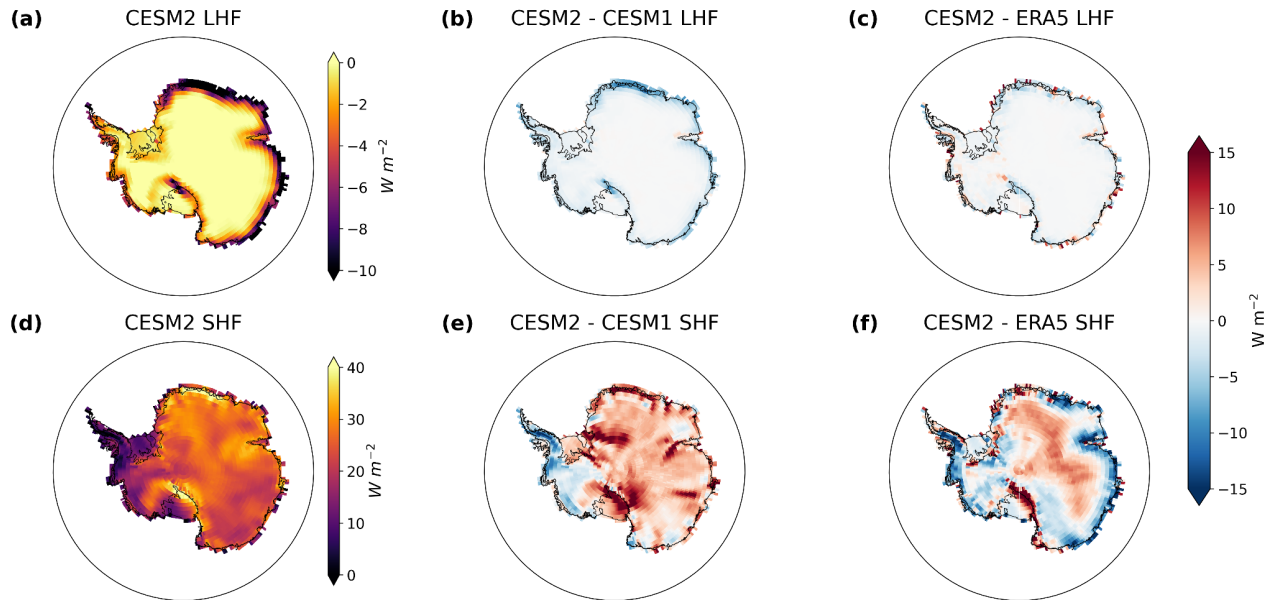 (a) CESM2 LHF
(b) CESM2 - CESM1 LHF
(c) CESM2 - ERA5 LHF
0
−2
−4
−6
−8
−10
W m−2
15
10
5
0
−5
−10
−15
W m−2
(d) CESM2 SHF
(e) CESM2 - CESM1 SHF
(f) CESM2 - ERA5 SHF
40
30
20
10
0
W m−2